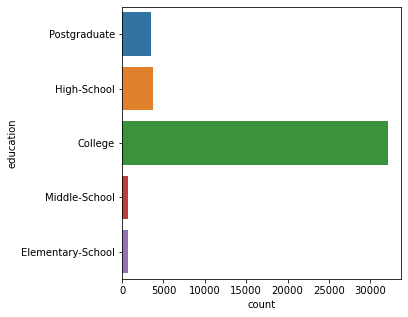 Postgraduate
High-School
College
Middle-School
Elementary-School
education
0 5000 10000 15000 20000 25000 30000
count